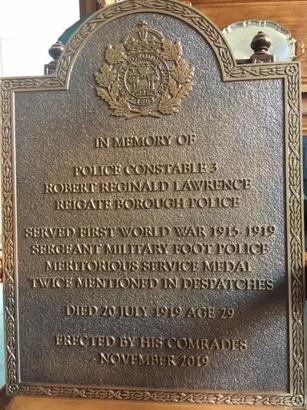 IN MEMORY OF
POLICE CONSTABLE 3
ROBERT REGINALD LAWRENCE
REIGATE BOROUGH POLICE
SERVED FIRST WORLD WAR 1915-1919
SERGEANT MILITARY FOOT POLICE
MERITORIOUS SERVICE MEDAL
TWICE MENTIONED IN DESPATCHES
DIED 20 JULY 1919 AGE 29
ERECTED BY HIS COMRADES
NOVEMBER 2019